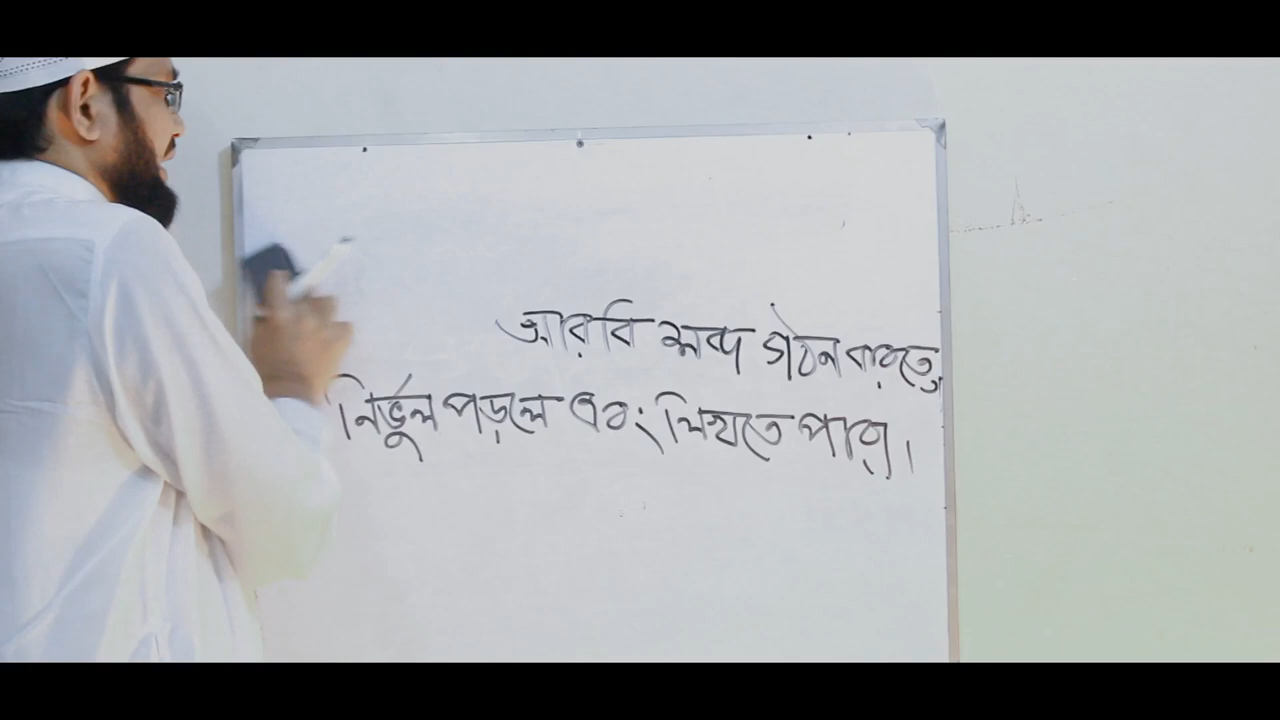 আরবি শব্দ গঠন করতে,
নির্ভুল পড়লে এবং লিখতে পারা।